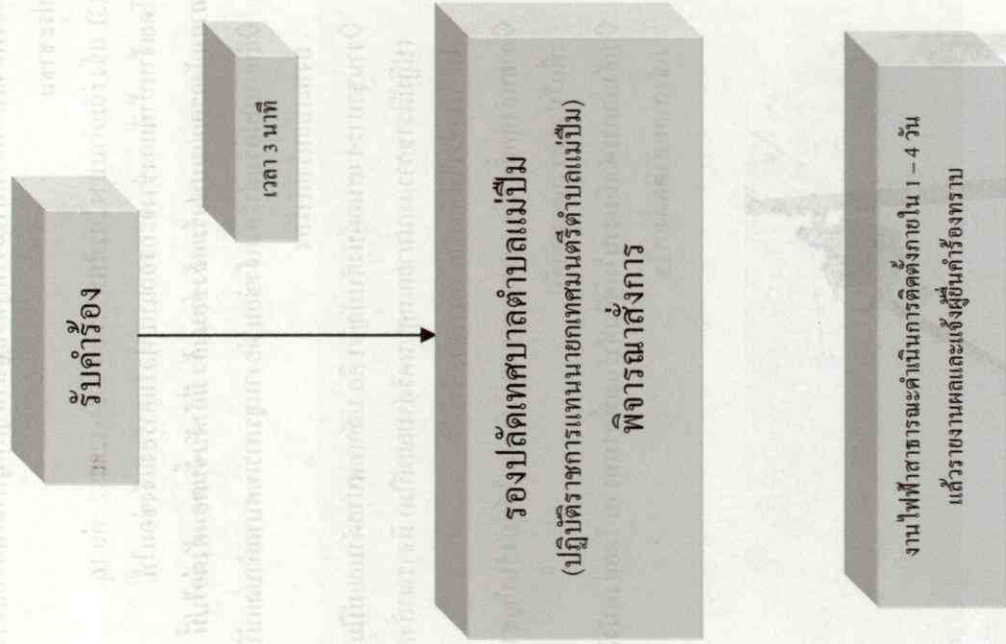 รับคำร้อง
เวลา 3 นาที
รองปลัดเทศบาลตำบลแม่ปืม
(ปฏิบัติราชการแทนนายกเทศมนตรีตำบลแม่ปืม)
พิจารณาสั่งการ
งานไฟฟ้าสาธารณะดำเนินการติดตั้งภายใน 1 – 4 วัน
แล้วรายงานผลและแจ้งผู้ยื่นคำร้องทราบ